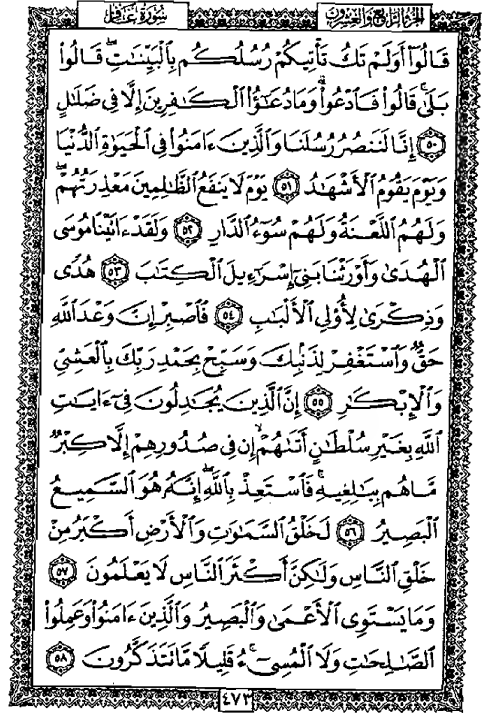 الجزء الرابع والعشرون
سورة غافر
قَالُوٓا۟ أَوَلَمْ تَكُ تَأْتِيكُمْ رُسُلُكُم بِٱلْبَيِّنَٰتِ ۖ قَالُوا۟
بَلَىٰ ۚ قَالُوا۟ فَٱدْعُوا۟ ۗ وَمَا دُعَٰٓؤُا۟ ٱلْكَٰفِرِينَ إِلَّا فِى ضَلَٰلٍ
٥٠ إِنَّا لَنَنصُرُ رُسُلَنَا وَٱلَّذِينَ ءَامَنُوا۟ فِى ٱلْحَيَوٰةِ ٱلدُّنْيَا
وَيَوْمَ يَقُومُ ٱلْأَشْهَٰدُ ٥١ يَوْمَ لَا يَنفَعُ ٱلظَّٰلِمِينَ مَعْذِرَتُهُمْ ۖ
وَلَهُمُ ٱللَّعْنَةُ وَلَهُمْ سُوٓءُ ٱلدَّارِ ٥٢ وَلَقَدْ ءَاتَيْنَا مُوسَى
ٱلْهُدَىٰ وَأَوْرَثْنَا بَنِىٓ إِسْرَٰٓءِيلَ ٱلْكِتَٰبَ ٥٣ هُدًى
وَذِكْرَىٰ لِأُو۟لِى ٱلْأَلْبَٰبِ ٥٤ فَٱصْبِرْ إِنَّ وَعْدَ ٱللَّهِ
حَقٌّ وَٱسْتَغْفِرْ لِذَنۢبِكَ وَسَبِّحْ بِحَمْدِ رَبِّكَ بِٱلْعَشِىِّ
وَٱلْإِبْكَٰرِ ٥٥ إِنَّ ٱلَّذِينَ يُجَٰدِلُونَ فِىٓ ءَايَٰتِ
ٱللَّهِ بِغَيْرِ سُلْطَٰنٍ أَتَىٰهُمْ ۙ إِن فِى صُدُورِهِمْ إِلَّا كِبْرٌ
مَّا هُم بِبَٰلِغِيهِ ۚ فَٱسْتَعِذْ بِٱللَّهِ ۖ إِنَّهُۥ هُوَ ٱلسَّمِيعُ
ٱلْبَصِيرُ ٥٦ لَخَلْقُ ٱلسَّمَٰوَٰتِ وَٱلْأَرْضِ أَكْبَرُ مِنْ
خَلْقِ ٱلنَّاسِ وَلَٰكِنَّ أَكْثَرَ ٱلنَّاسِ لَا يَعْلَمُونَ ٥٧
وَمَا يَسْتَوِى ٱلْأَعْمَىٰ وَٱلْبَصِيرُ وَٱلَّذِينَ ءَامَنُوا۟ وَعَمِلُوا۟
ٱلصَّٰلِحَٰتِ وَلَا ٱلْمُسِىٓءُ ۚ قَلِيلًا مَّا تَتَذَكَّرُونَ ٥٨
٤٧٣